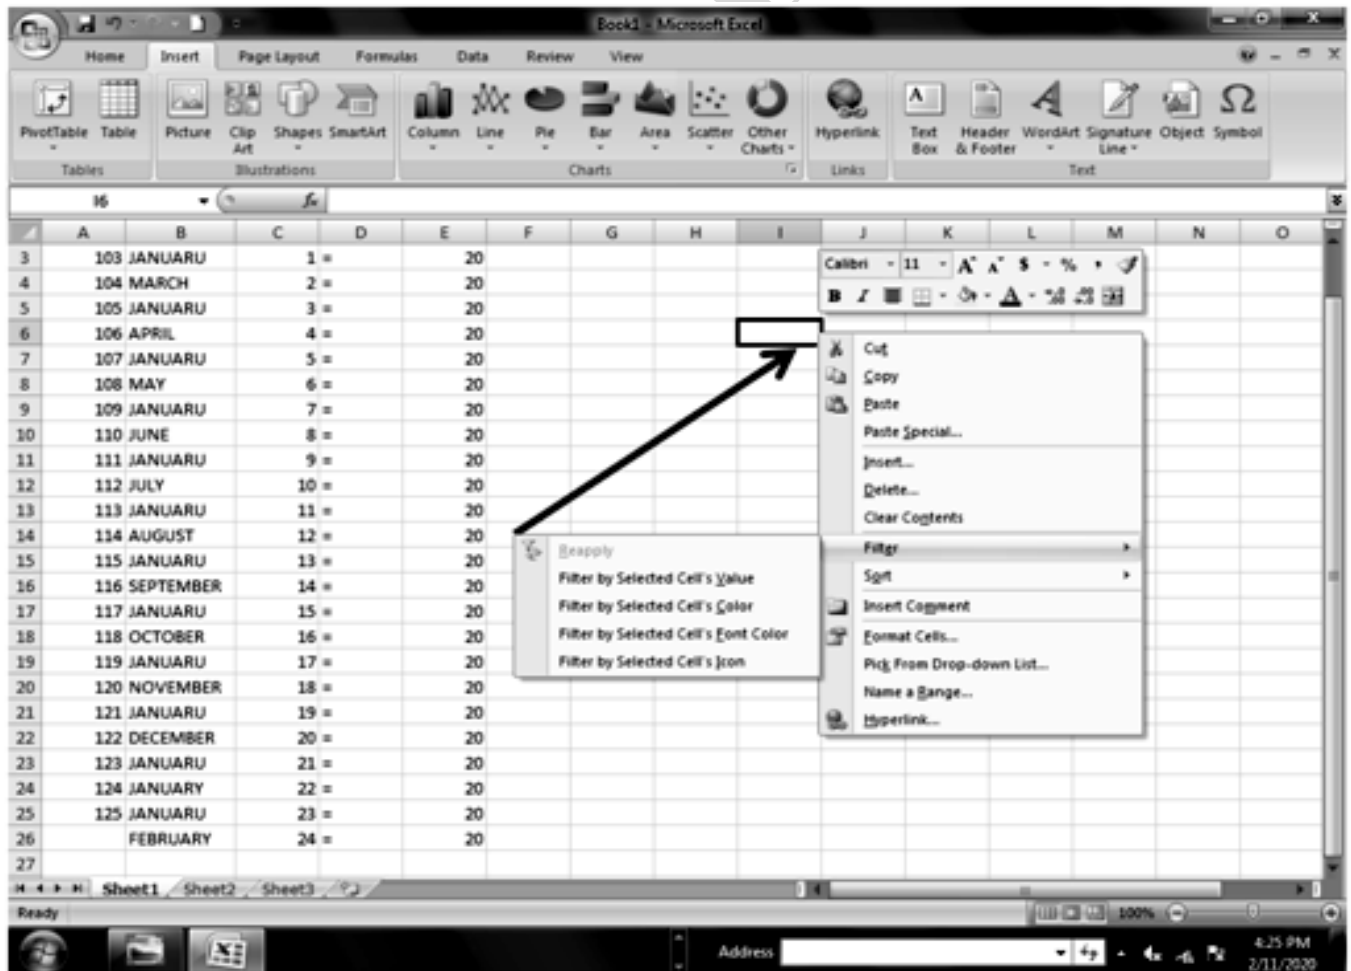 Book1 - Microsoft Excel
Home Insert Page Layout Formulas Data Review View
PivotTable Table Picture Clip Art Shapes SmartArt Column Line Pie Bar Area Scatter Other Charts Hyperlink Text Box Header & Footer WordArt Signature Line Object Symbol
Tables Illustrations Charts Links Text
I6 fx
A B C D E F G H I J K L M N O
3 103 JANUARU 1 = 20
4 104 MARCH 2 = 20
5 105 JANUARU 3 = 20
6 106 APRIL 4 = 20
7 107 JANUARU 5 = 20
8 108 MAY 6 = 20
9 109 JANUARU 7 = 20
10 110 JUNE 8 = 20
11 111 JANUARU 9 = 20
12 112 JULY 10 = 20
13 113 JANUARU 11 = 20
14 114 AUGUST 12 = 20
15 115 JANUARU 13 = 20
16 116 SEPTEMBER 14 = 20
17 117 JANUARU 15 = 20
18 118 OCTOBER 16 = 20
19 119 JANUARU 17 = 20
20 120 NOVEMBER 18 = 20
21 121 JANUARU 19 = 20
22 122 DECEMBER 20 = 20
23 123 JANUARU 21 = 20
24 124 JANUARY 22 = 20
25 125 JANUARU 23 = 20
26 FEBRUARY 24 = 20
27
Calibri 11 A A $ % ,
B I A
Cut
Copy
Paste
Paste Special...
Insert...
Delete...
Clear Contents
Filter
Sort
Insert Comment
Format Cells...
Pick From Drop-down List...
Name a Range...
Hyperlink...
Reapply
Filter by Selected Cell's Value
Filter by Selected Cell's Color
Filter by Selected Cell's Font Color
Filter by Selected Cell's Icon
Sheet1 Sheet2 Sheet3
Ready 100%
Address
4:25 PM
2/11/2020